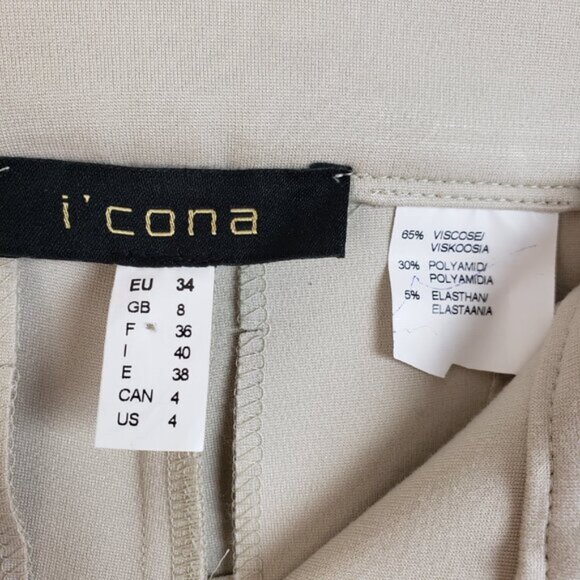 i'cona
EU 34
GB 8
F 36
I 40
E 38
CAN 4
US 4
65% VISCOSE/
VISKOOSIA
30% POLYAMID/
POLYAMIDIA
5% ELASTHAN/
ELASTAANIA